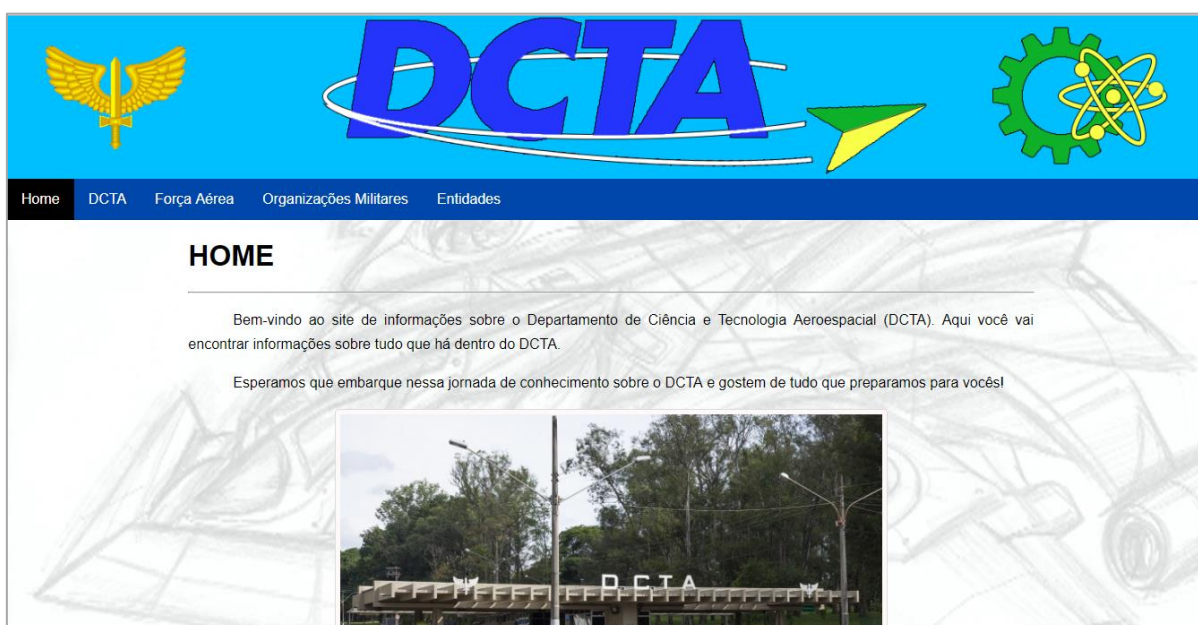 DCTA
Home DCTA Força Aérea Organizações Militares Entidades
HOME
Bem-vindo ao site de informações sobre o Departamento de Ciência e Tecnologia Aeroespacial (DCTA). Aqui você vai
encontrar informações sobre tudo que há dentro do DCTA.
Esperamos que embarque nessa jornada de conhecimento sobre o DCTA e gostem de tudo que preparamos para vocês!
DCTA